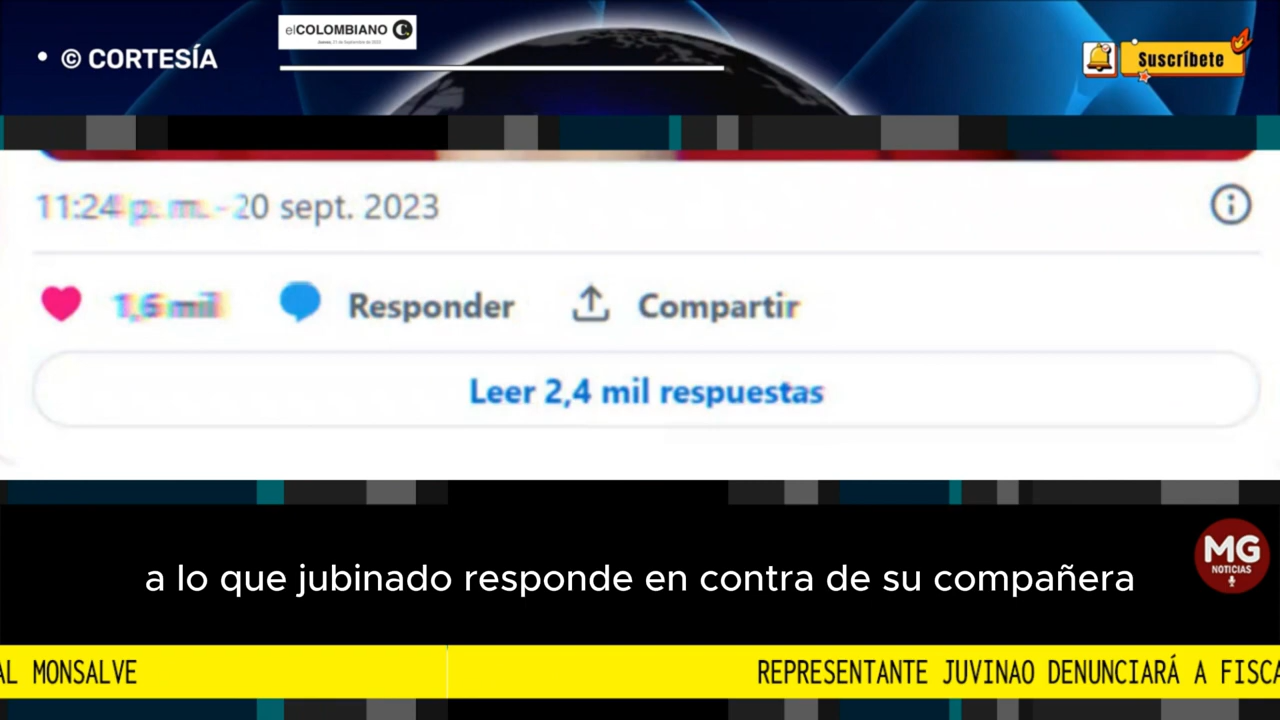 © CORTESÍA
elCOLOMBIANO
Suscríbete
11:24 p. m. - 20 sept. 2023
1,6 mil
Responder
Compartir
Leer 2,4 mil respuestas
a lo que jubinado responde en contra de su compañera
MG
NOTICIAS
AL MONSALVE
REPRESENTANTE JUVINAO DENUNCIARÁ A FISCA